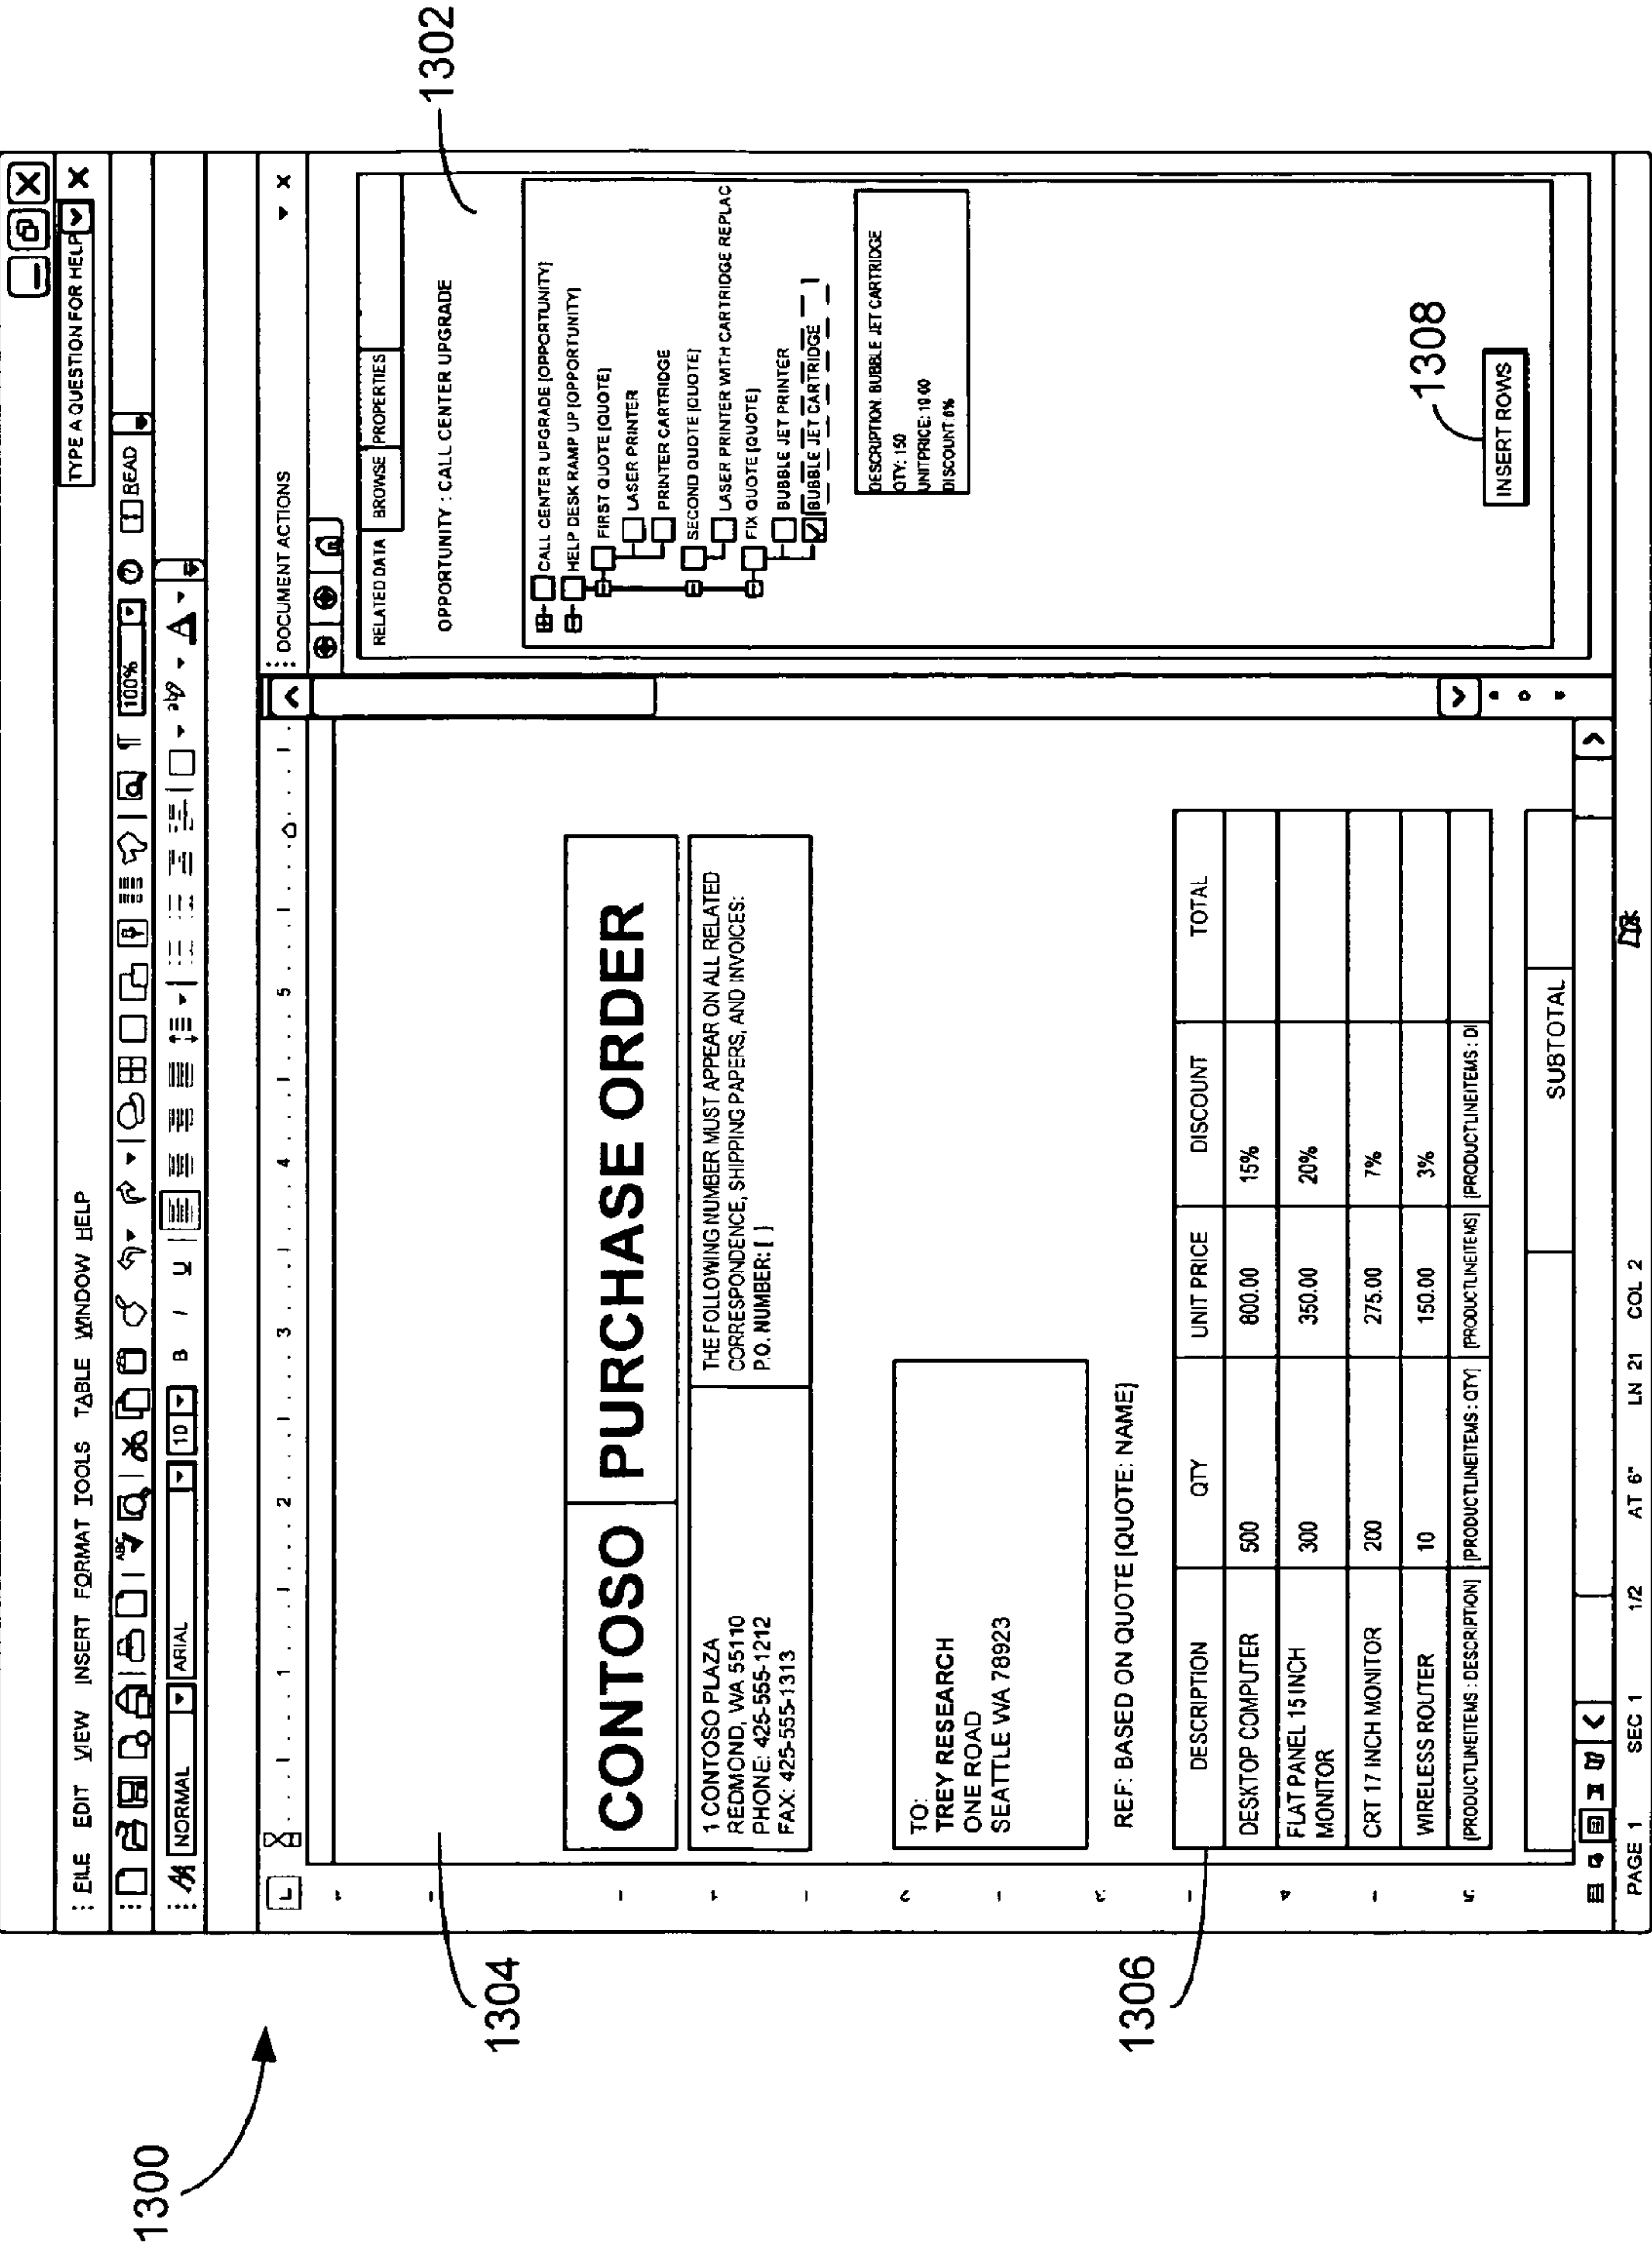 1300
1302
1304
1306
1308
TYPE A QUESTION FOR HELP
FILE EDIT VIEW INSERT FORMAT TOOLS TABLE WINDOW HELP
ABC 100% READ
NORMAL ARIAL 10 B I U A
L 1 2 3 4 5
DOCUMENT ACTIONS
RELATED DATA BROWSE PROPERTIES
OPPORTUNITY : CALL CENTER UPGRADE
CALL CENTER UPGRADE [OPPORTUNITY]
HELP DESK RAMP UP [OPPORTUNITY]
FIRST QUOTE [QUOTE]
LASER PRINTER
PRINTER CARTRIDGE
SECOND QUOTE [QUOTE]
LASER PRINTER WITH CARTRIDGE REPLAC
FIX QUOTE [QUOTE]
BUBBLE JET PRINTER
BUBBLE JET CARTRIDGE
DESCRIPTION: BUBBLE JET CARTRIDGE
QTY: 150
UNITPRICE: 19.00
DISCOUNT:
INSERT ROWS
CONTOSO PURCHASE ORDER
1 CONTOSO PLAZA
REDMOND, WA 55110
PHONE: 425-555-1212
FAX: 425-555-1313
THE FOLLOWING NUMBER MUST APPEAR ON ALL RELATED
CORRESPONDENCE, SHIPPING PAPERS, AND INVOICES:
P.O. NUMBER: [ ]
TO:
TREY RESEARCH
ONE ROAD
SEATTLE WA 78923
REF: BASED ON QUOTE [QUOTE: NAME]
DESCRIPTION QTY UNIT PRICE DISCOUNT TOTAL
DESKTOP COMPUTER 500 800.00 15%
FLAT PANEL 15 INCH
MONITOR 300 350.00 20%
CRT 17 INCH MONITOR 200 275.00 7%
WIRELESS ROUTER 10 150.00 3%
[PRODUCTLINEITEMS : DESCRIPTION] [PRODUCTLINEITEMS : QTY] [PRODUCTLINEITEMS] [PRODUCTLINEITEMS : DI
SUBTOTAL
PAGE 1 SEC 1 1/2 AT 6" LN 21 COL 2